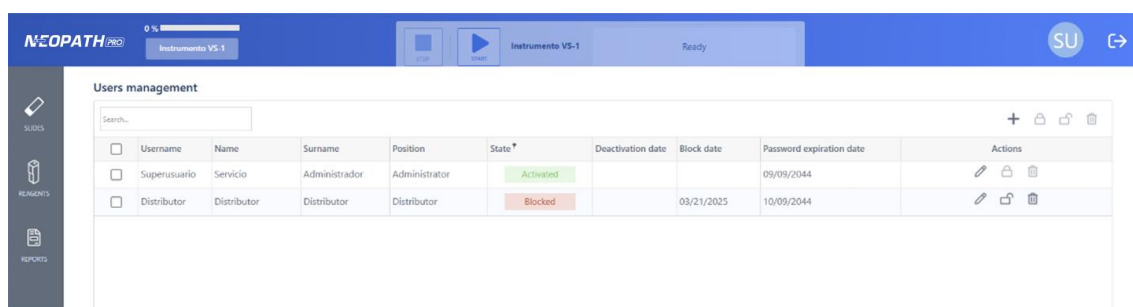 NEOPATH PRO
0 %
Instrumento VS-1
STOP
START
Instrumento VS-1
Ready
SU
SLIDES
REAGENTS
REPORTS
Users management
Search...
Username Name Surname Position State Deactivation date Block date Password expiration date Actions
Superusuario Servicio Administrador Administrator Activated 09/09/2044
Distributor Distributor Distributor Distributor Blocked 03/21/2025 10/09/2044